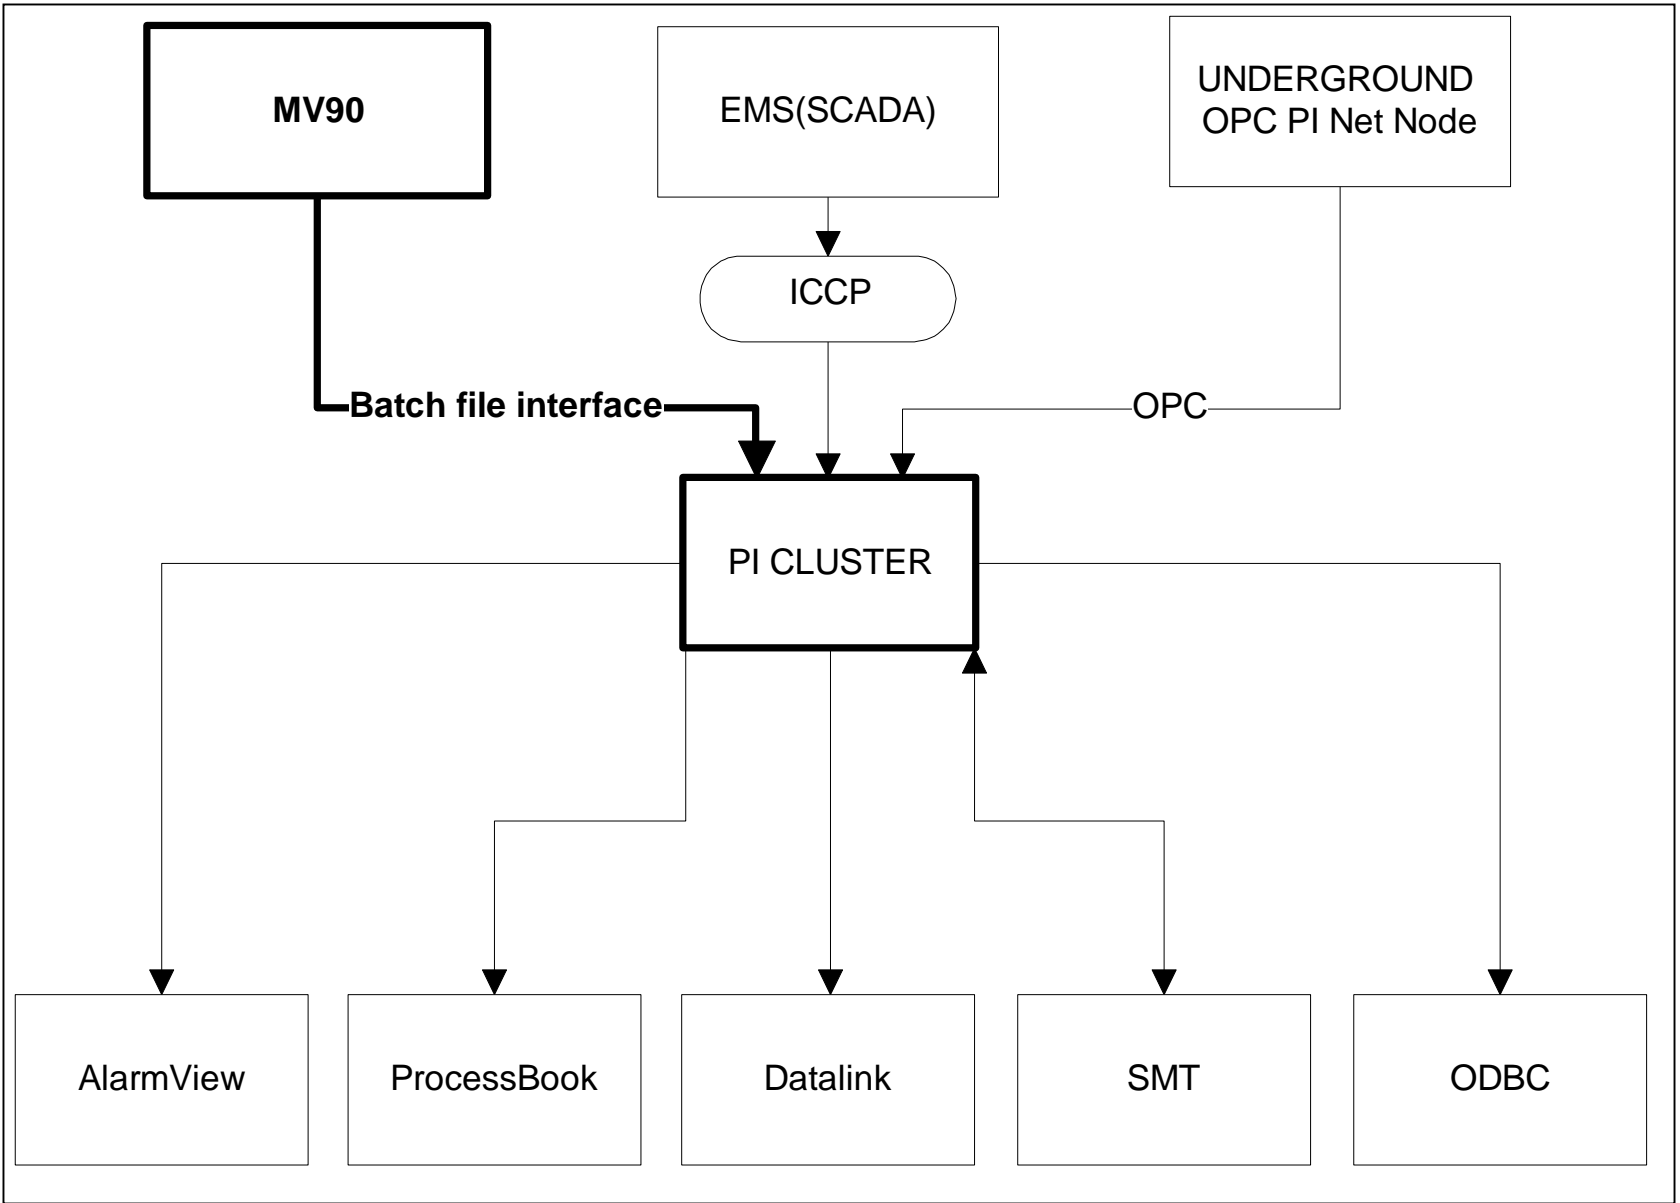 MV90
EMS(SCADA)
UNDERGROUND
OPC PI Net Node
ICCP
Batch file interface
OPC
PI CLUSTER
AlarmView
ProcessBook
Datalink
SMT
ODBC